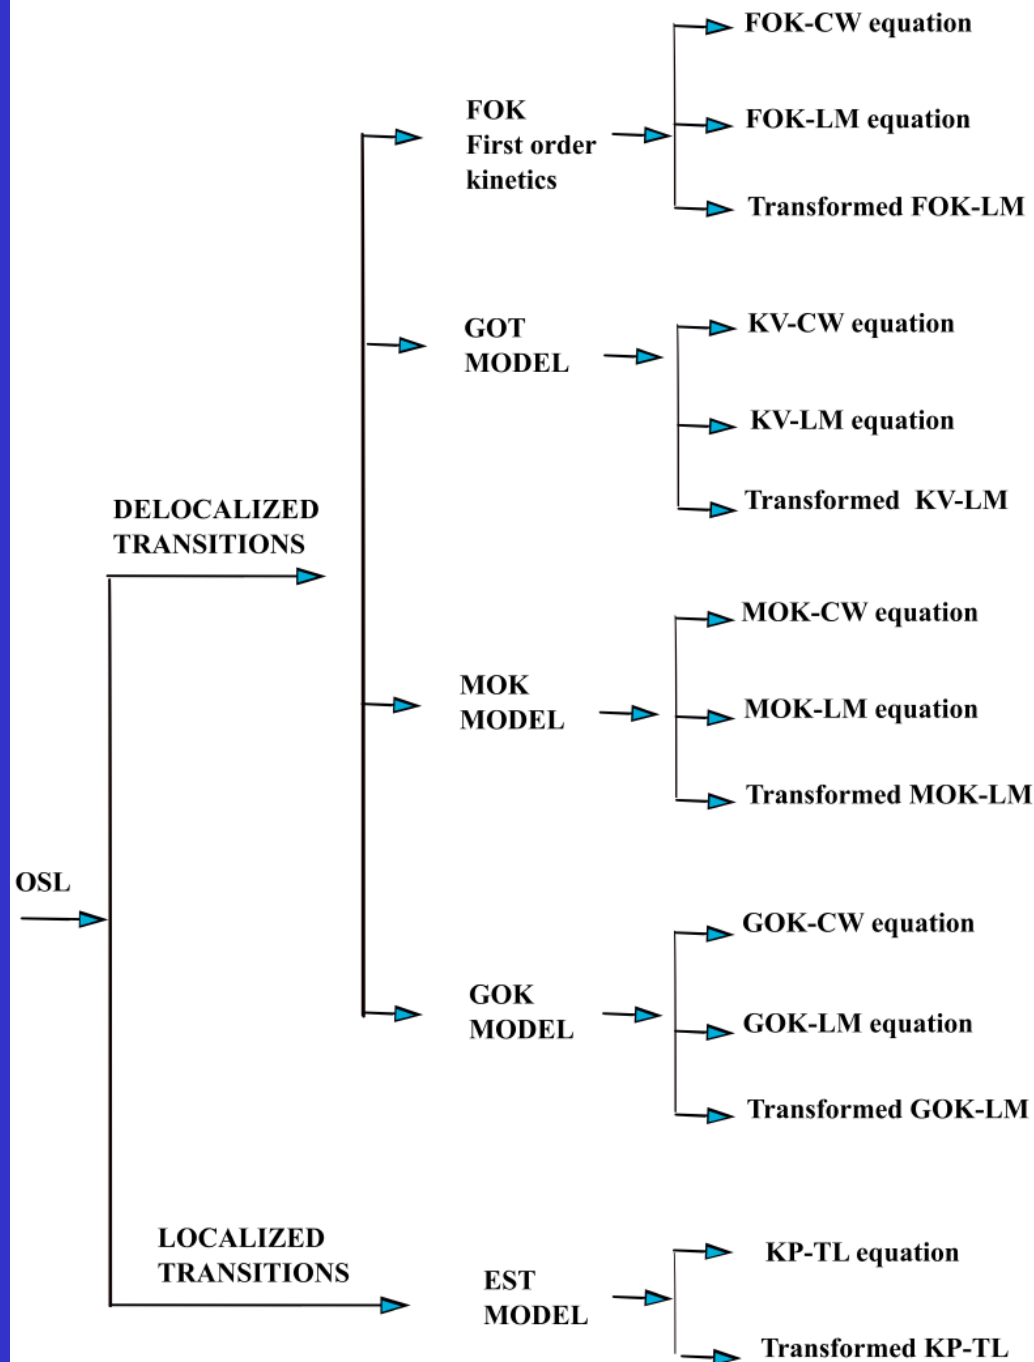 OSL
DELOCALIZED
TRANSITIONS
FOK
First order
kinetics
FOK-CW equation
FOK-LM equation
Transformed FOK-LM
GOT
MODEL
KV-CW equation
KV-LM equation
Transformed KV-LM
MOK
MODEL
MOK-CW equation
MOK-LM equation
Transformed MOK-LM
GOK
MODEL
GOK-CW equation
GOK-LM equation
Transformed GOK-LM
LOCALIZED
TRANSITIONS
EST
MODEL
KP-TL equation
Transformed KP-TL